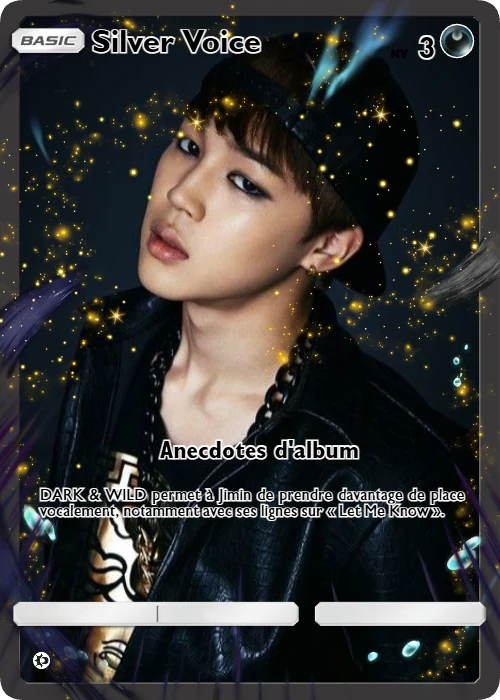 BASIC
Silver Voice
NV 3
Anecdotes d'album
DARK & WILD permet à Jimin de prendre davantage de place
vocalement, notamment avec ses lignes sur « Let Me Know ».